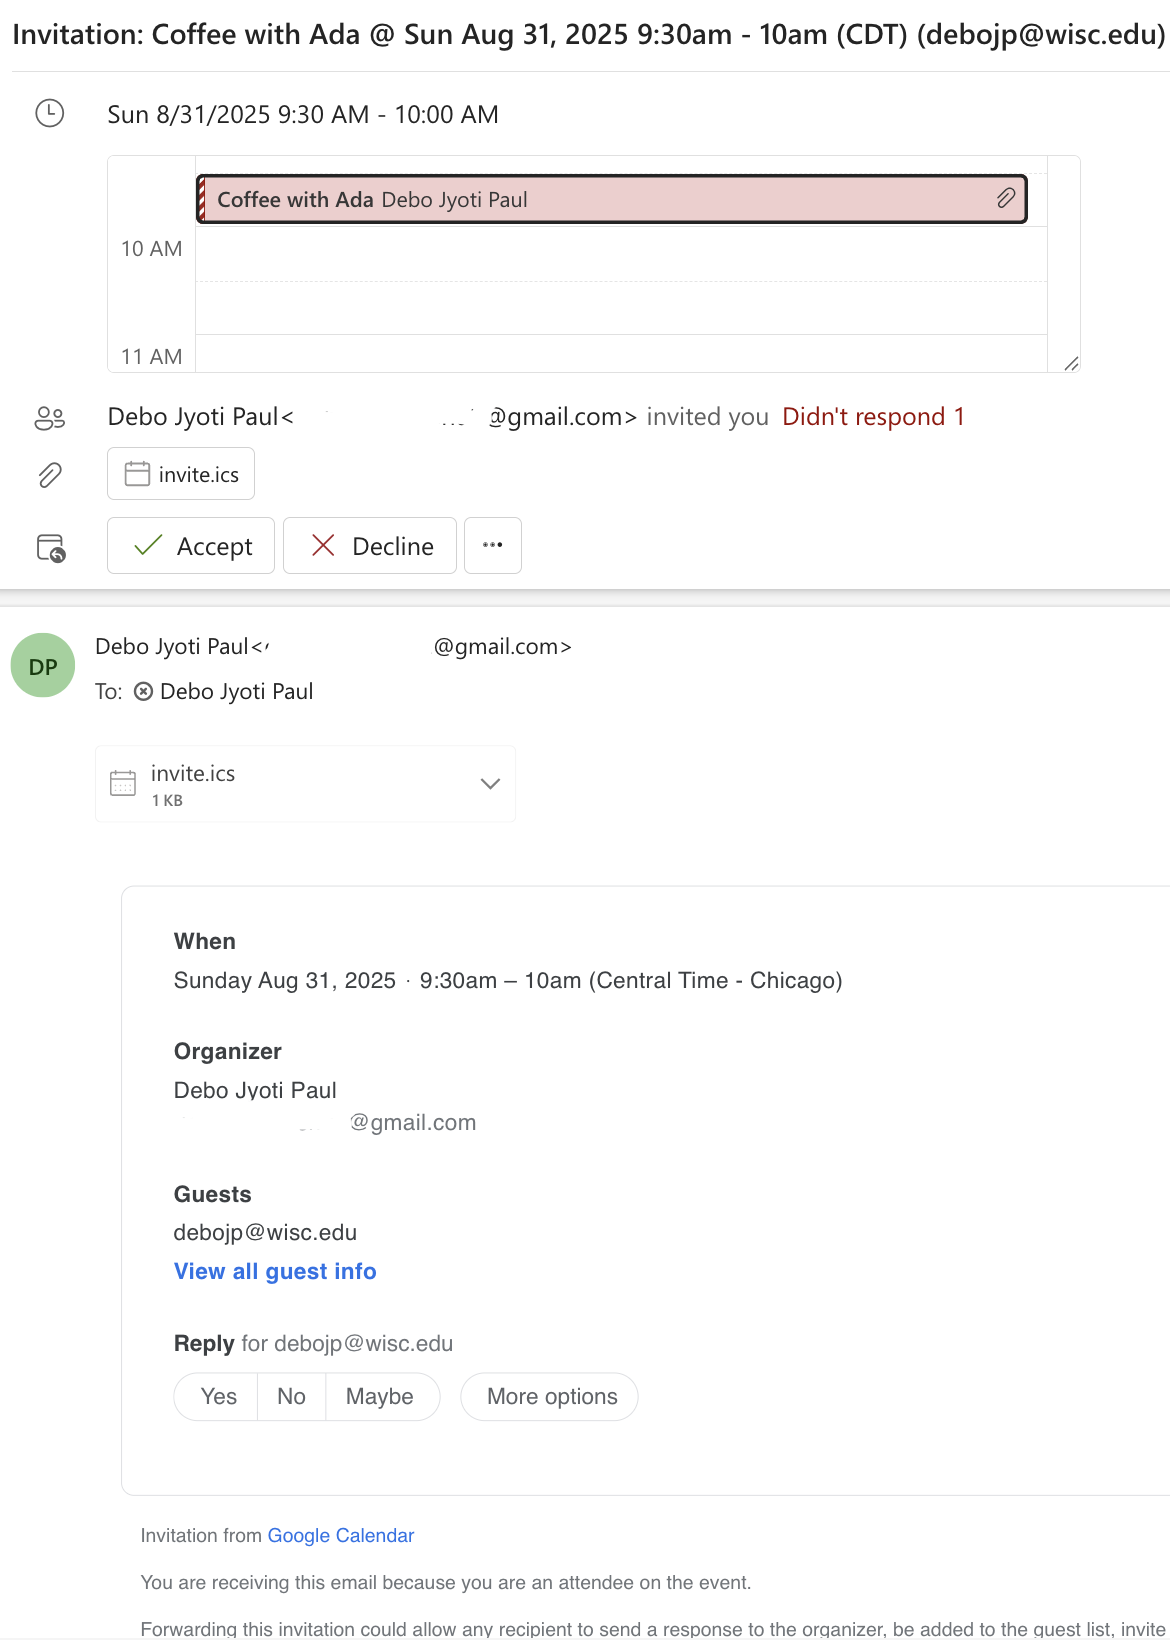 Invitation: Coffee with Ada @ Sun Aug 31, 2025 9:30am - 10am (CDT) (debojp@wisc.edu)
Sun 8/31/2025 9:30 AM - 10:00 AM
Coffee with Ada Debo Jyoti Paul
10 AM
11 AM
Debo Jyoti Paul< @gmail.com> invited you Didn't respond 1
invite.ics
Accept Decline ...
Debo Jyoti Paul< @gmail.com>
DP
To: Debo Jyoti Paul
invite.ics
1 KB
When
Sunday Aug 31, 2025 · 9:30am – 10am (Central Time - Chicago)
Organizer
Debo Jyoti Paul
@gmail.com
Guests
debojp@wisc.edu
View all guest info
Reply for debojp@wisc.edu
Yes No Maybe More options
Invitation from Google Calendar
You are receiving this email because you are an attendee on the event.
Forwarding this invitation could allow any recipient to send a response to the organizer, be added to the guest list, invite